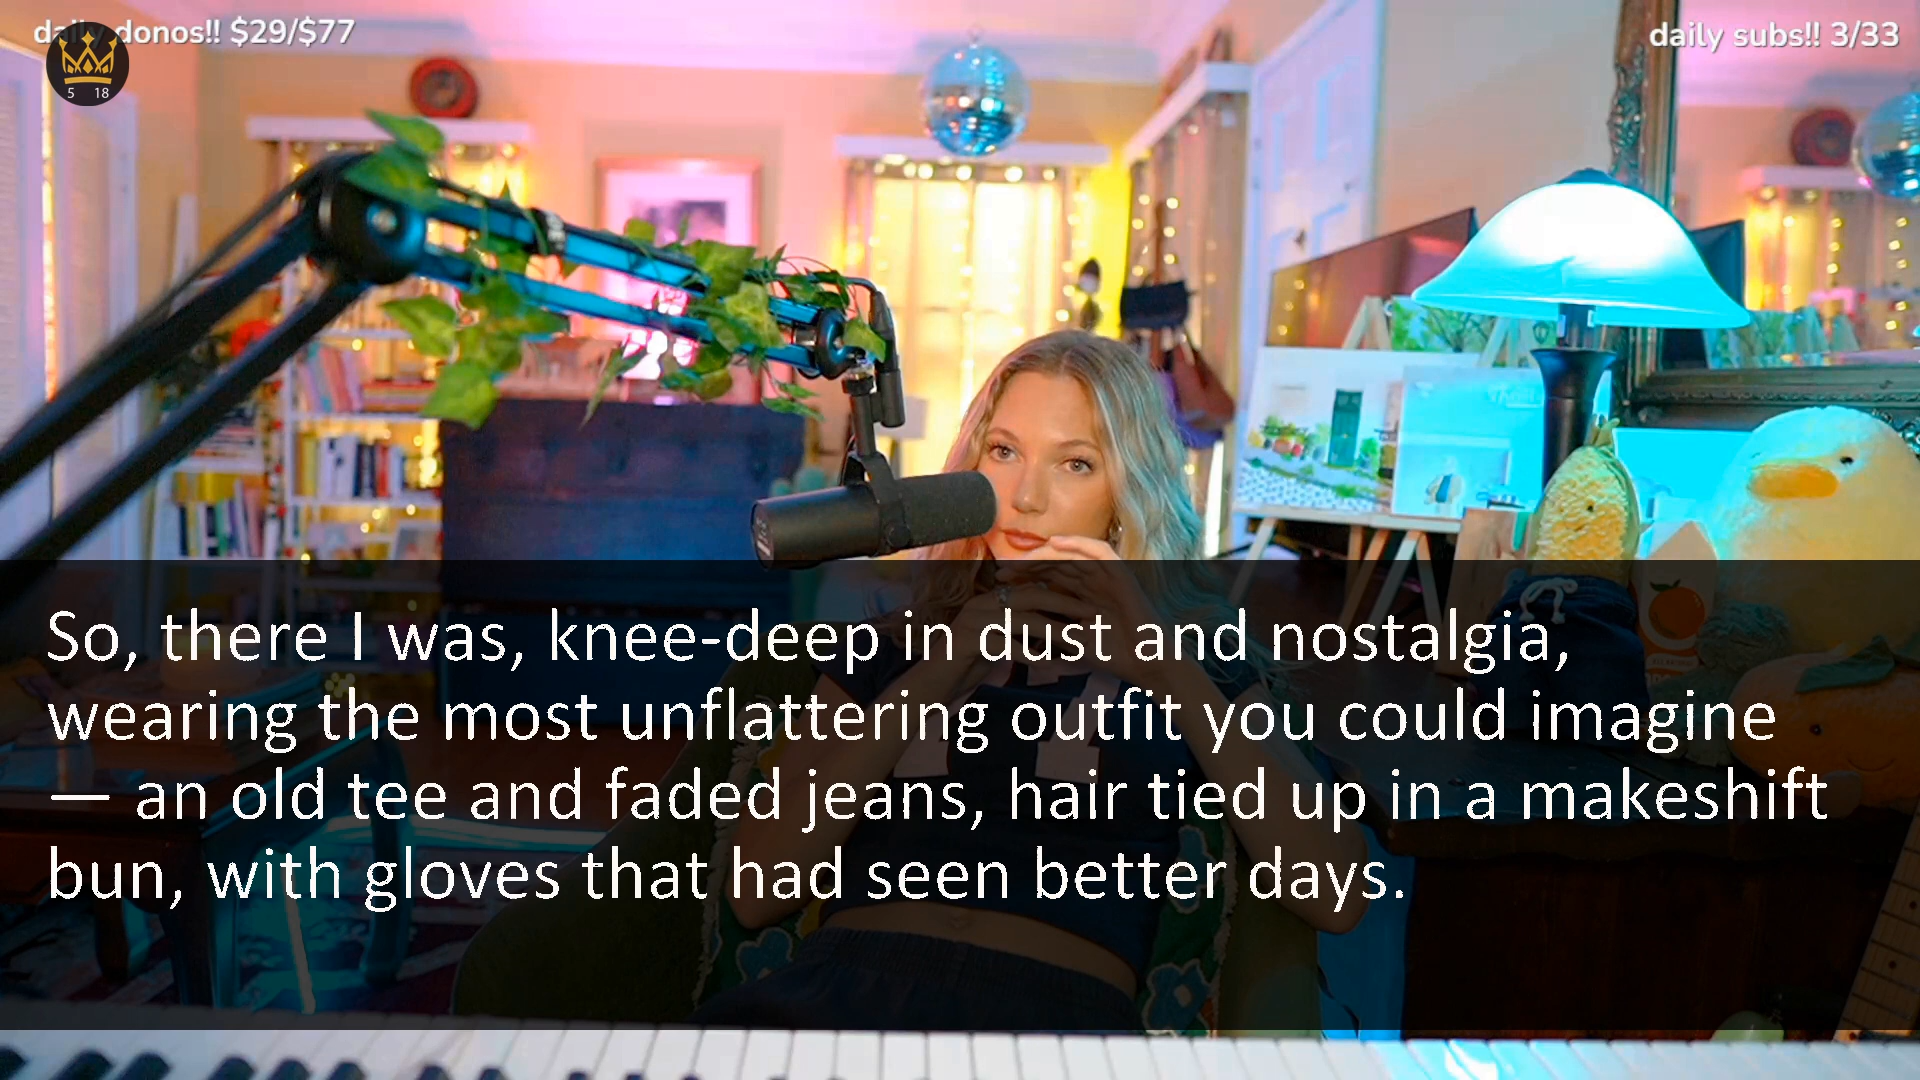 daily donos!! $29/$77
daily subs!! 3/33
5 18
So, there I was, knee-deep in dust and nostalgia,
wearing the most unflattering outfit you could imagine
— an old tee and faded jeans, hair tied up in a makeshift
bun, with gloves that had seen better days.